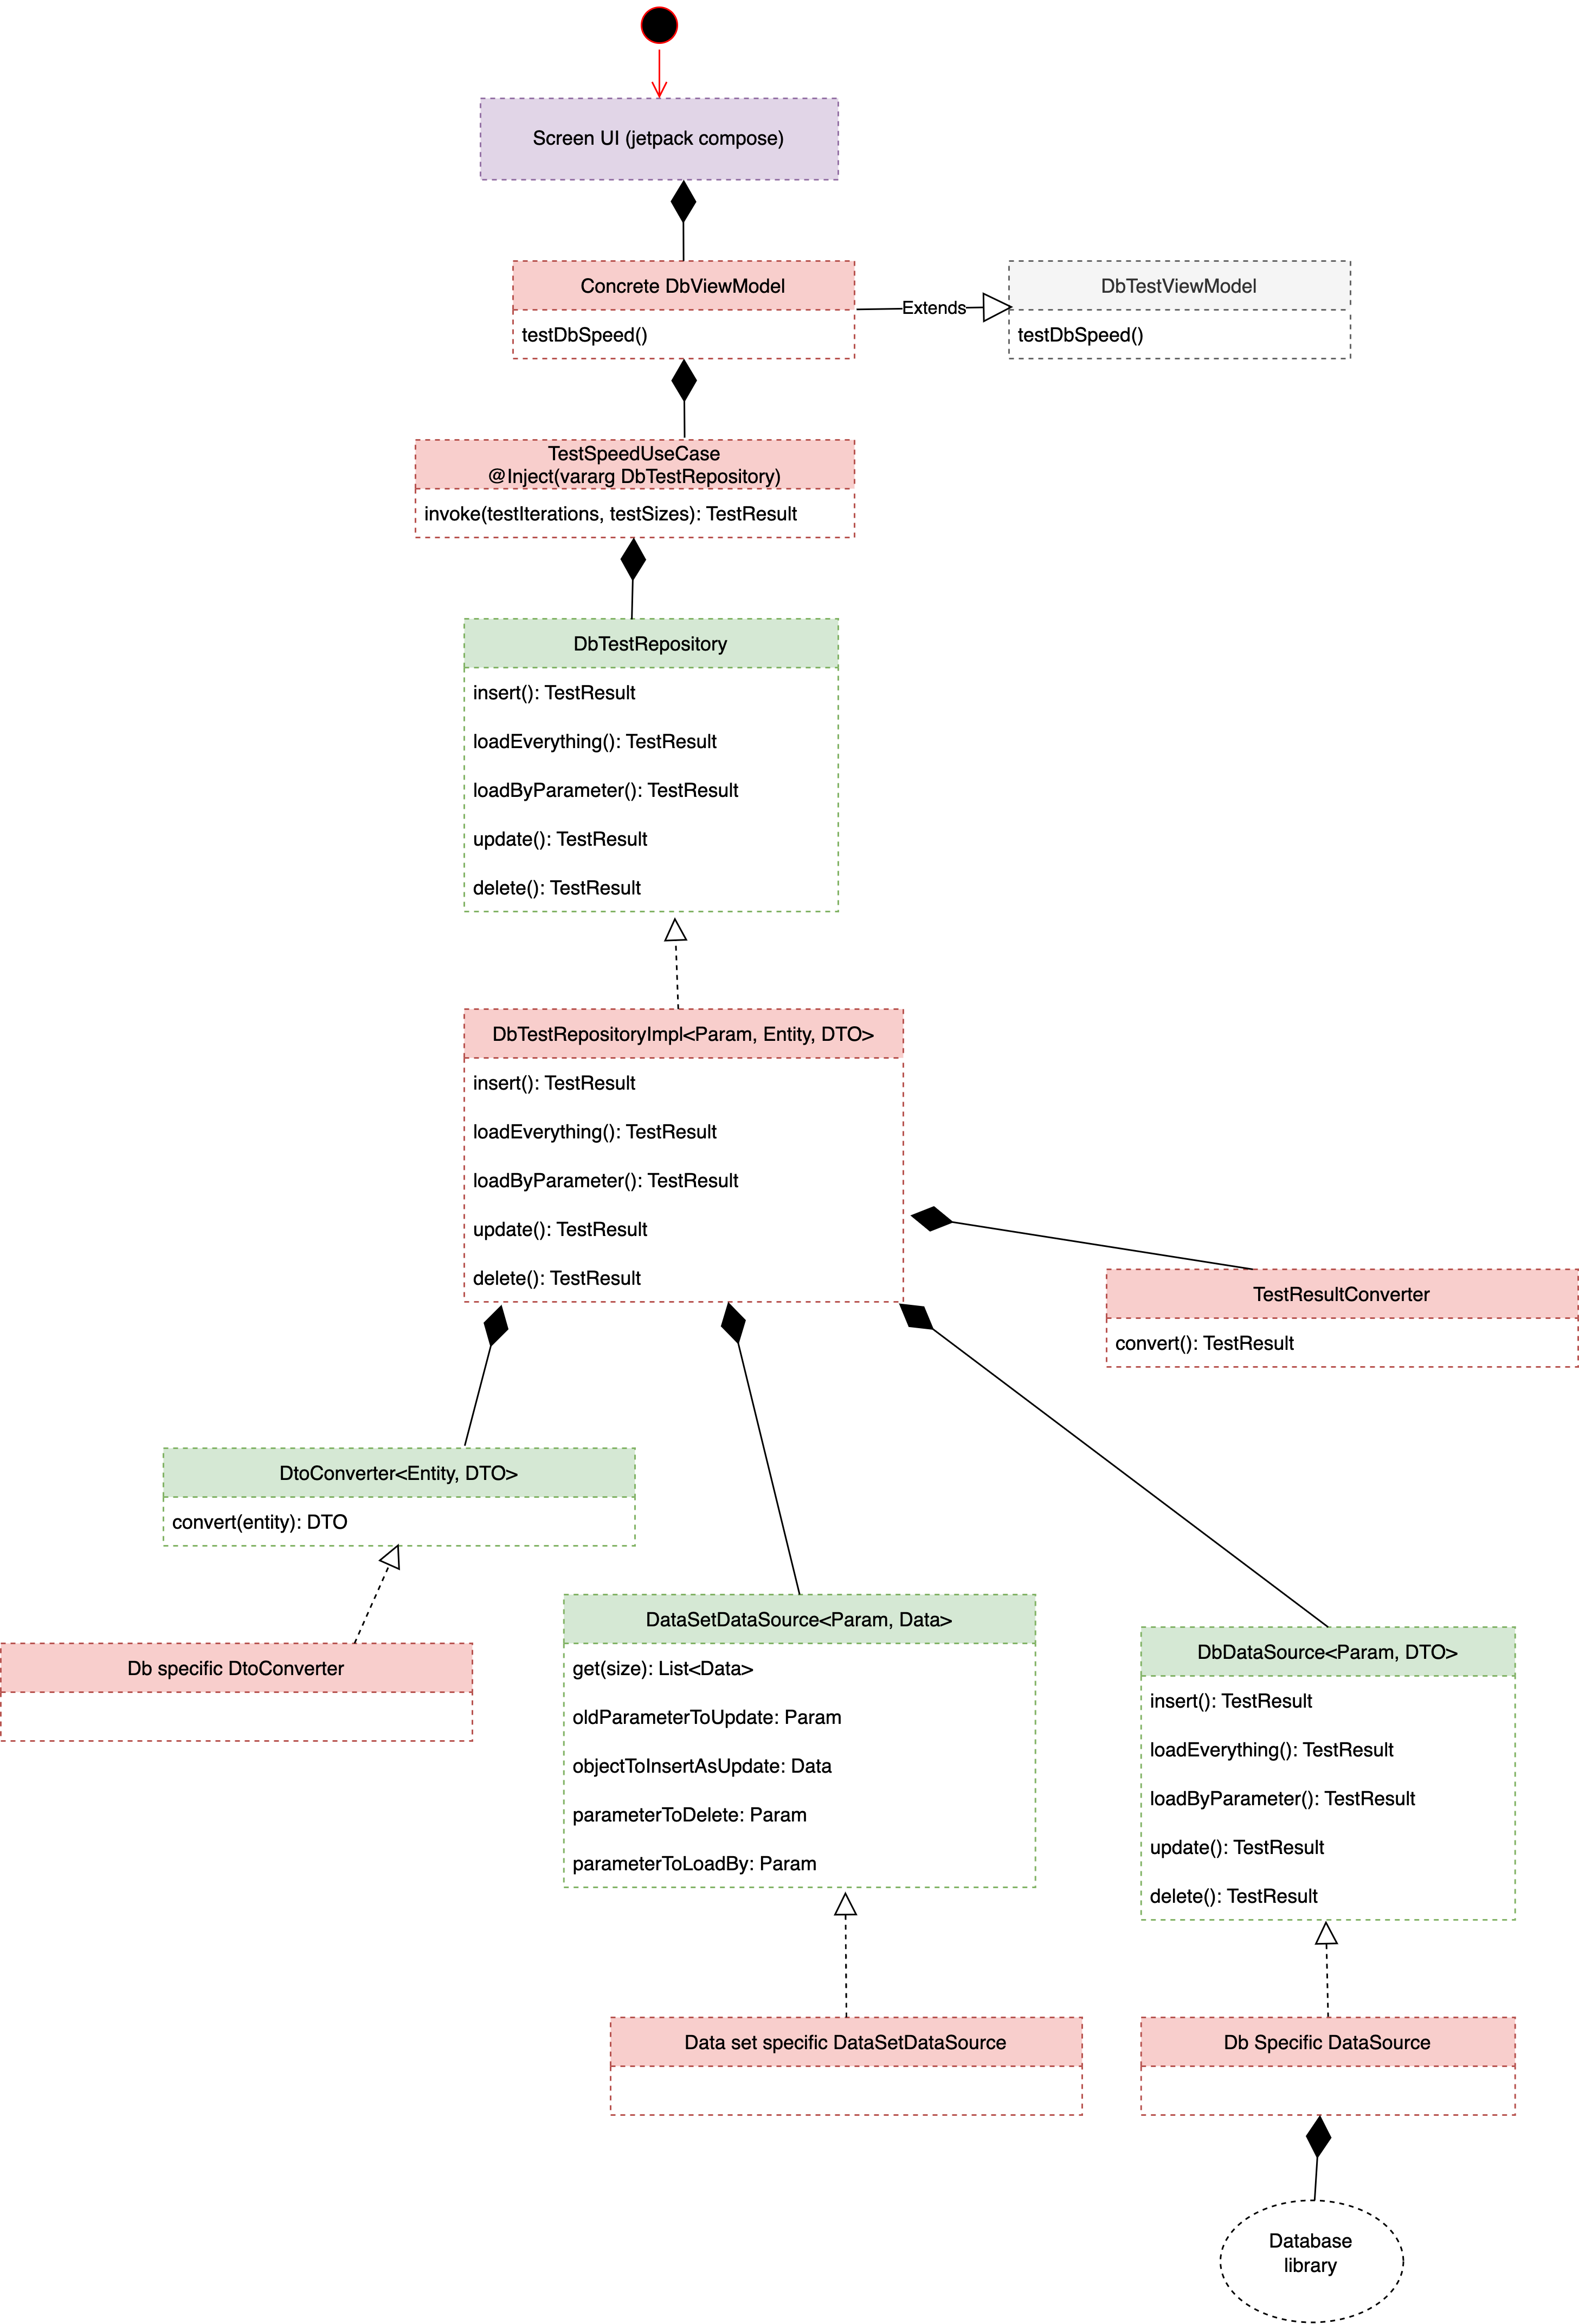 Screen UI (jetpack compose)
Concrete DbViewModel
testDbSpeed()
Extends
DbTestViewModel
testDbSpeed()
TestSpeedUseCase
@Inject(vararg DbTestRepository)
invoke(testIterations, testSizes): TestResult
DbTestRepository
insert(): TestResult
loadEverything(): TestResult
loadByParameter(): TestResult
update(): TestResult
delete(): TestResult
DbTestRepositoryImpl<Param, Entity, DTO>
insert(): TestResult
loadEverything(): TestResult
loadByParameter(): TestResult
update(): TestResult
delete(): TestResult
TestResultConverter
convert(): TestResult
DtoConverter<Entity, DTO>
convert(entity): DTO
Db specific DtoConverter
DataSetDataSource<Param, Data>
get(size): List<Data>
oldParameterToUpdate: Param
objectToInsertAsUpdate: Data
parameterToDelete: Param
parameterToLoadBy: Param
DbDataSource<Param, DTO>
insert(): TestResult
loadEverything(): TestResult
loadByParameter(): TestResult
update(): TestResult
delete(): TestResult
Data set specific DataSetDataSource
Db Specific DataSource
Database
library